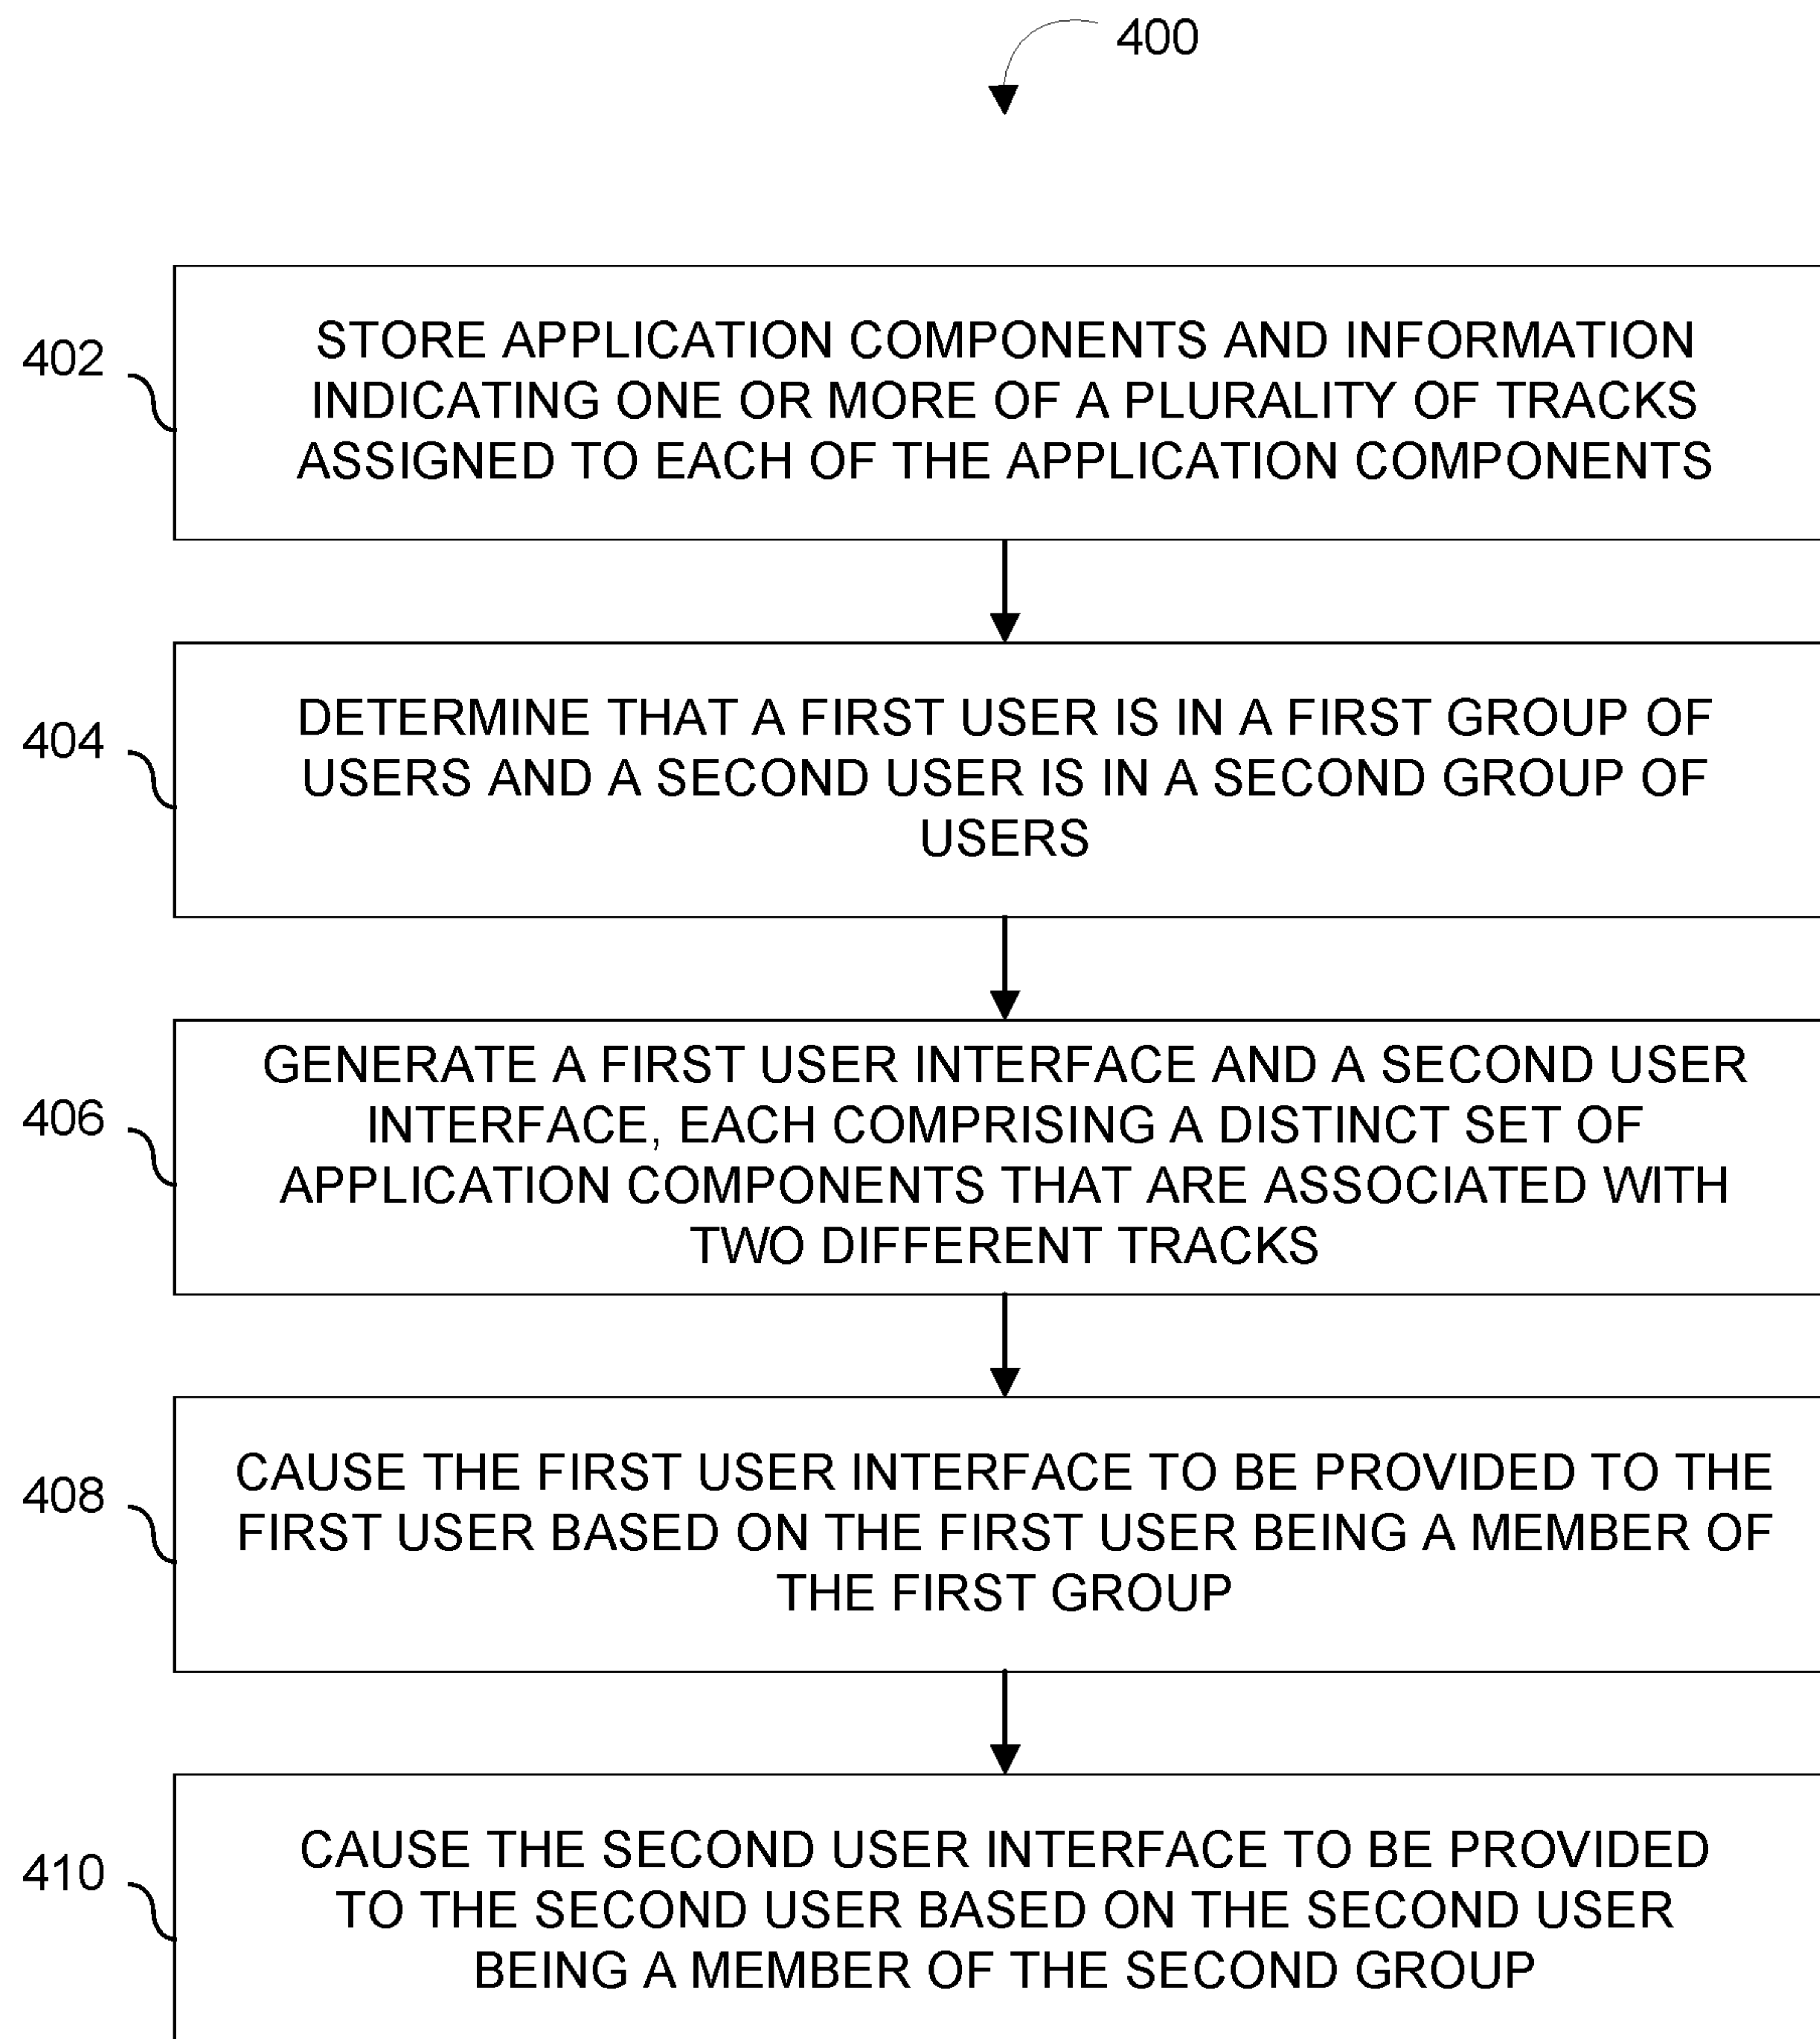 400
402
STORE APPLICATION COMPONENTS AND INFORMATION
INDICATING ONE OR MORE OF A PLURALITY OF TRACKS
ASSIGNED TO EACH OF THE APPLICATION COMPONENTS
404
DETERMINE THAT A FIRST USER IS IN A FIRST GROUP OF
USERS AND A SECOND USER IS IN A SECOND GROUP OF
USERS
406
GENERATE A FIRST USER INTERFACE AND A SECOND USER
INTERFACE, EACH COMPRISING A DISTINCT SET OF
APPLICATION COMPONENTS THAT ARE ASSOCIATED WITH
TWO DIFFERENT TRACKS
408
CAUSE THE FIRST USER INTERFACE TO BE PROVIDED TO THE
FIRST USER BASED ON THE FIRST USER BEING A MEMBER OF
THE FIRST GROUP
410
CAUSE THE SECOND USER INTERFACE TO BE PROVIDED
TO THE SECOND USER BASED ON THE SECOND USER
BEING A MEMBER OF THE SECOND GROUP